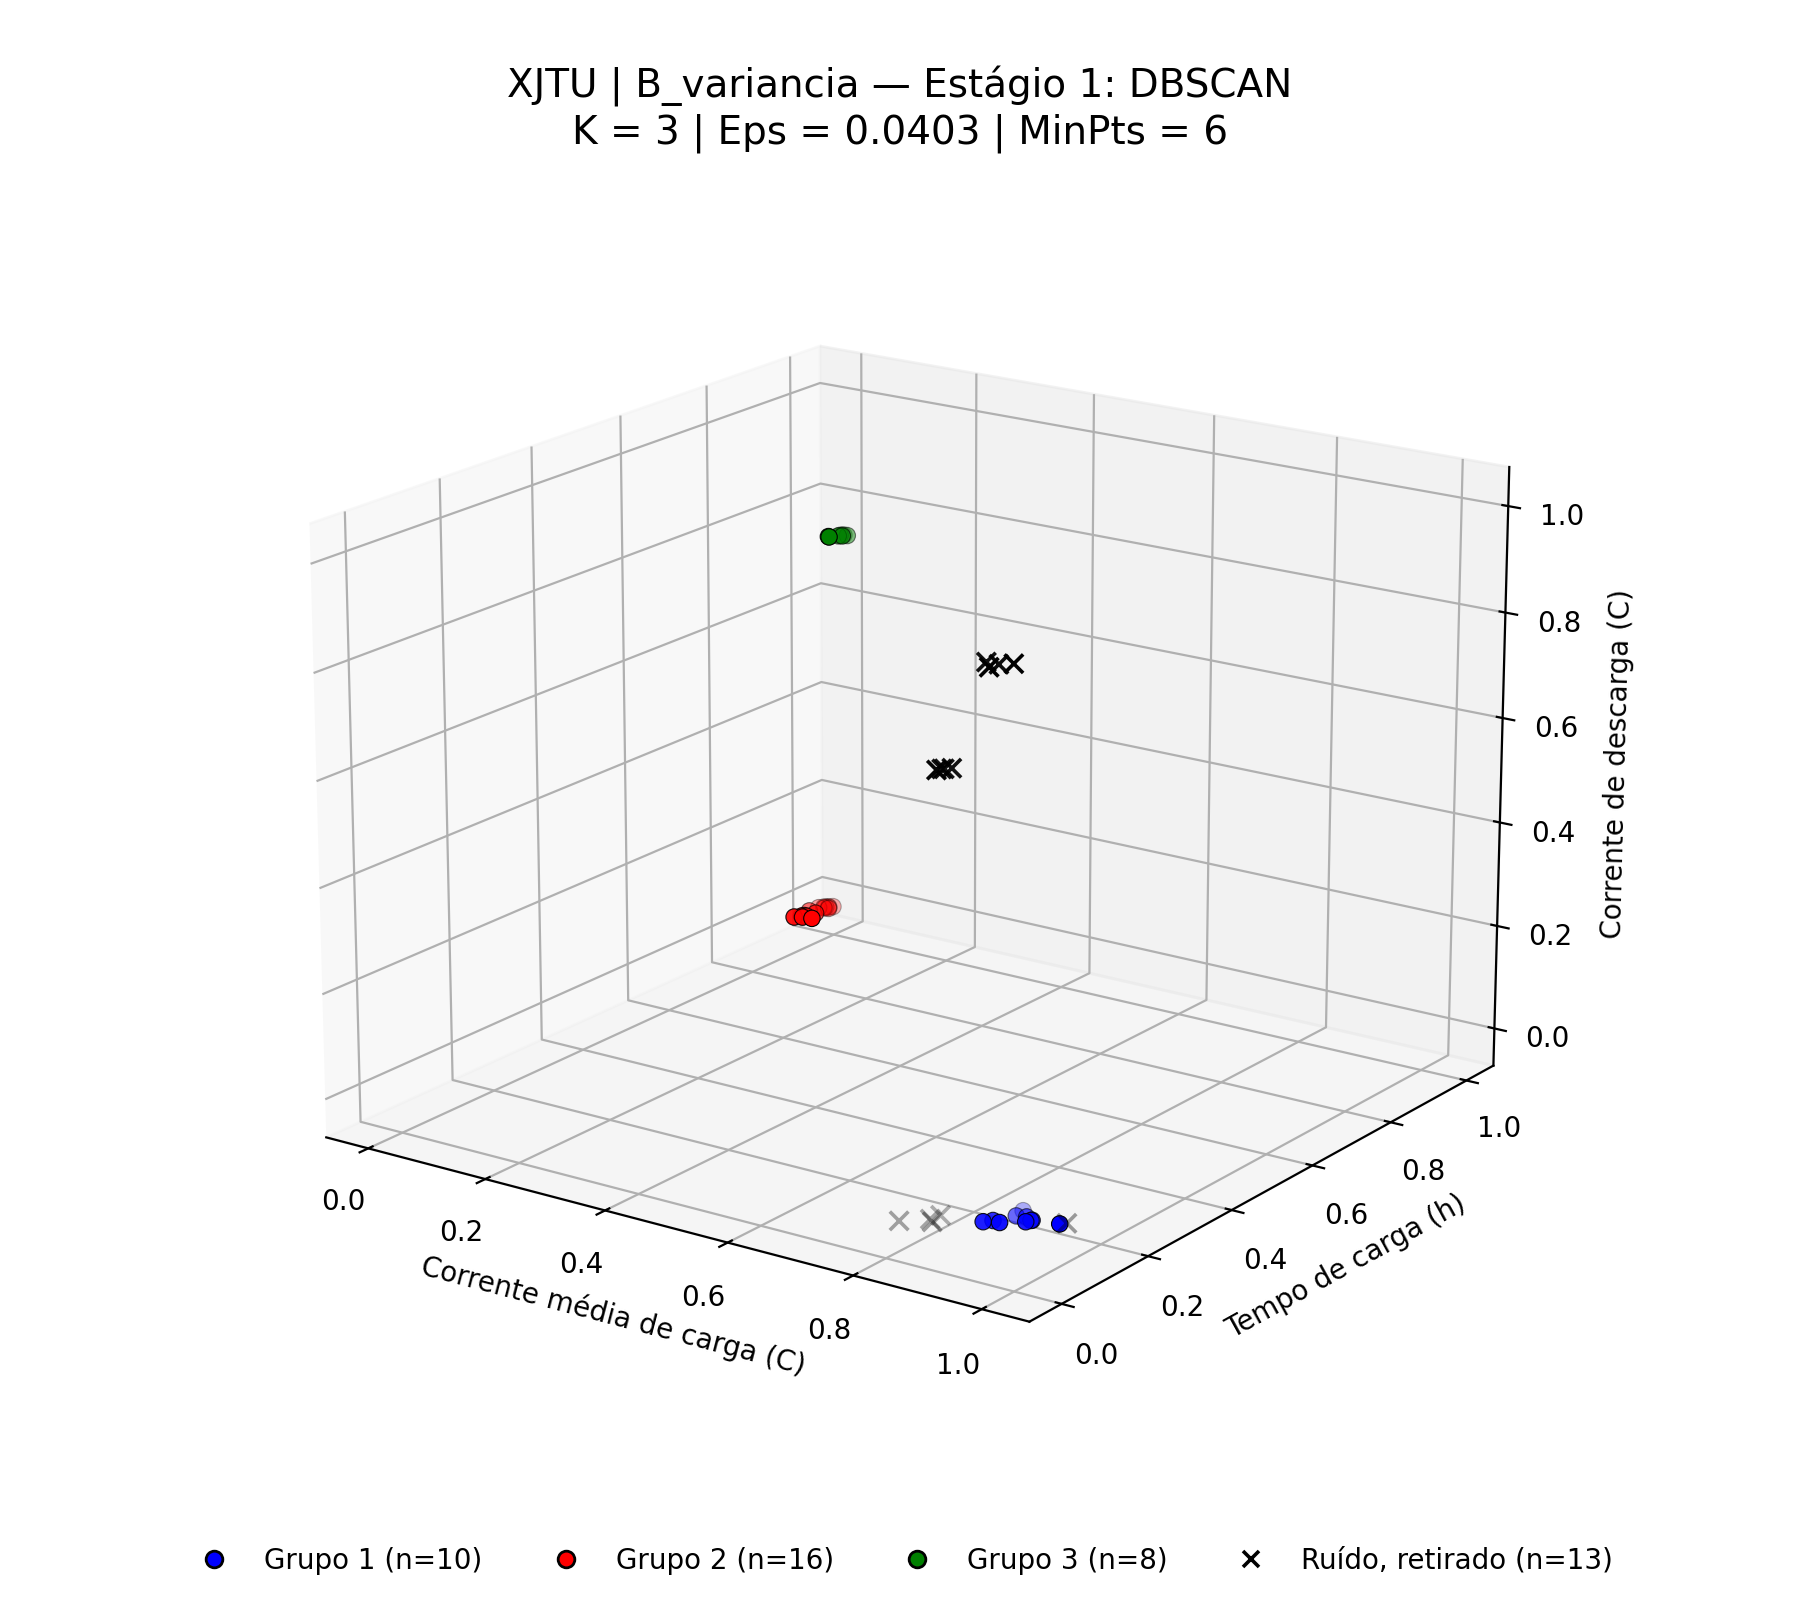 XJTU | B_variancia — Estágio 1: DBSCAN
K = 3 | Eps = 0.0403 | MinPts = 6
1.0
0.8
0.6
0.4
0.2
0.0
Corrente de descarga (C)
0.0
0.2
0.4
0.6
0.8
1.0
Corrente média de carga (C)
0.0
0.2
0.4
0.6
0.8
1.0
Tempo de carga (h)
Grupo 1 (n=10)
Grupo 2 (n=16)
Grupo 3 (n=8)
Ruído, retirado (n=13)